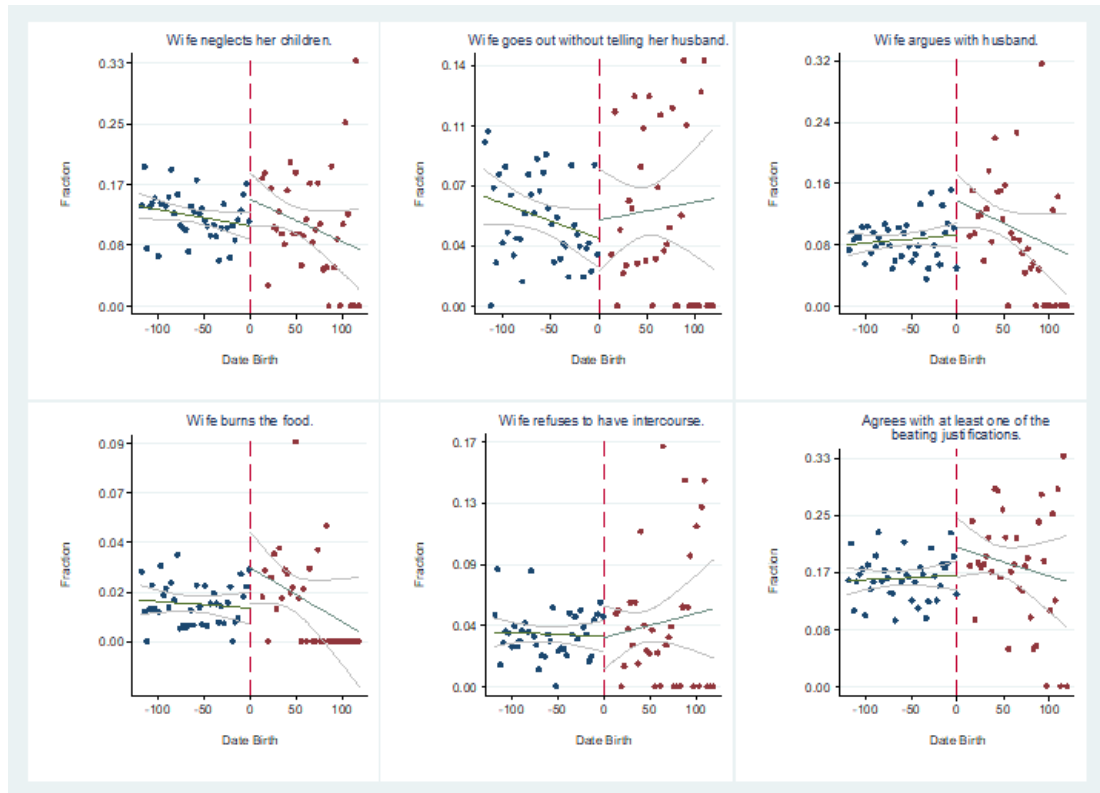 Wife neglects her children.
0.33
0.25
0.17
0.08
0.00
Fraction
-100 -50 0 50 100
Date Birth
Wife goes out without telling her husband.
0.14
0.11
0.07
0.04
0.00
Fraction
-100 -50 0 50 100
Date Birth
Wife argues with husband.
0.32
0.24
0.16
0.08
0.00
Fraction
-100 -50 0 50 100
Date Birth
Wife burns the food.
0.09
0.07
0.04
0.02
0.00
Fraction
-100 -50 0 50 100
Date Birth
Wife refuses to have intercourse.
0.17
0.13
0.09
0.04
0.00
Fraction
-100 -50 0 50 100
Date Birth
Agrees with at least one of the
beating justifications.
0.33
0.25
0.17
0.08
0.00
Fraction
-100 -50 0 50 100
Date Birth